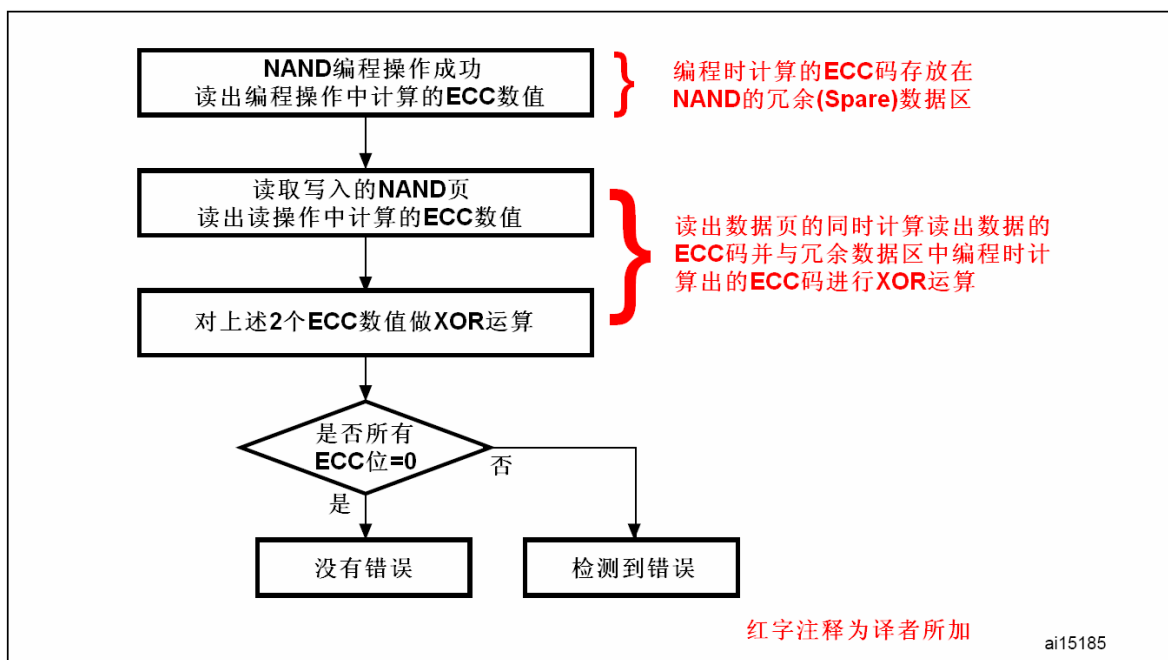 NAND编程操作成功
读出编程操作中计算的ECC数值
编程时计算的ECC码存放在
NAND的冗余(Spare)数据区
读取写入的NAND页
读出读操作中计算的ECC数值
读出数据页的同时计算读出数据的
ECC码并与冗余数据区中编程时计
算出的ECC码进行XOR运算
对上述2个ECC数值做XOR运算
是否所有
ECC位=0
否
是
没有错误
检测到错误
红字注释为译者所加
ai15185